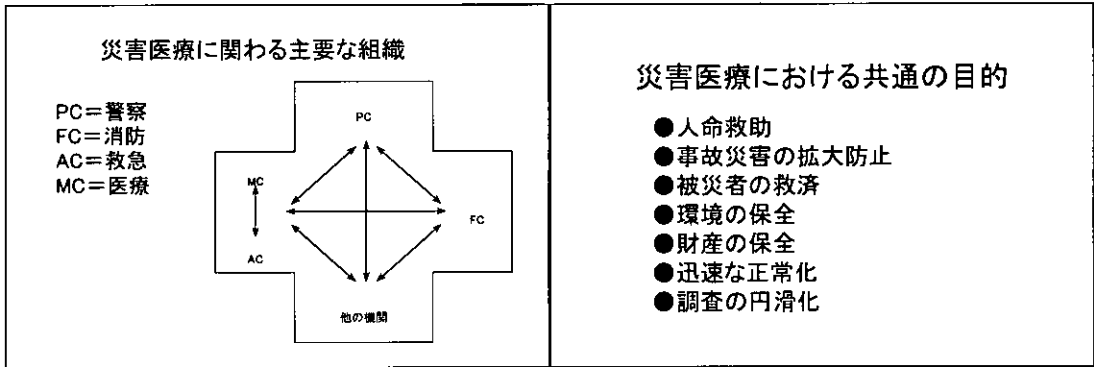 災害医療に関わる主要な組織
PC＝警察
FC＝消防
AC＝救急
MC＝医療
PC
MC
FC
AC
他の機関
災害医療における共通の目的
●人命救助
●事故災害の拡大防止
●被災者の救済
●環境の保全
●財産の保全
●迅速な正常化
●調査の円滑化